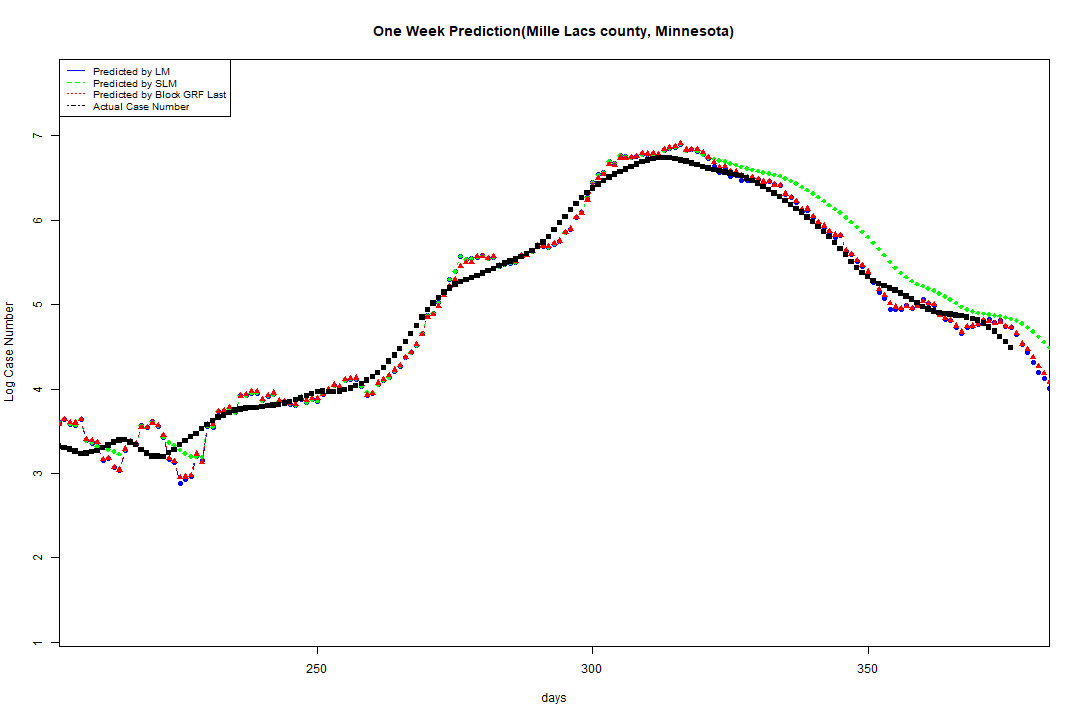 One Week Prediction(Mille Lacs county, Minnesota)
Predicted by LM
Predicted by SLM
Predicted by Block GRF Last
Actual Case Number
7
6
5
4
3
2
1
Log Case Number
250
300
350
days